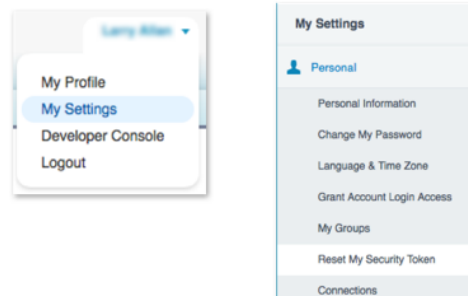 My Profile
My Settings
Developer Console
Logout
My Settings
Personal
Personal Information
Change My Password
Language & Time Zone
Grant Account Login Access
My Groups
Reset My Security Token
Connections